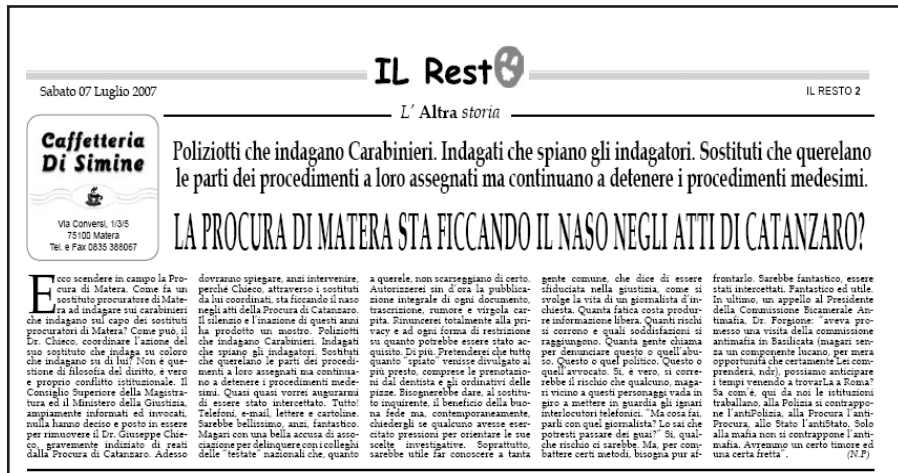 IL Resto
Sabato 07 Luglio 2007
IL RESTO 2
L' Altra storia
Caffetteria
Di Simine
Via Conversi, 1/3/5
75100 Matera
Tel. e Fax 0835 388067
Poliziotti che indagano Carabinieri. Indagati che spiano gli indagatori. Sostituti che querelano
le parti dei procedimenti a loro assegnati ma continuano a detenere i procedimenti medesimi.
LA PROCURA DI MATERA STA FICCANDO IL NASO NEGLI ATTI DI CATANZARO?
Ecco scendere in campo la Pro-
cura di Matera. Come fa un
sostituto procuratore di Mate-
ra ad indagare sui carabinieri
che indagano sul capo dei sostituti
procuratori di Matera? Come può, il
Dr. Chieco, coordinare l'azione del
suo sostituto che indaga su coloro
che indagano su di lui? Non è que-
stione di filosofia del diritto, è vero
e proprio conflitto istituzionale. Il
Consiglio Superiore della Magistra-
tura ed il Ministero della Giustizia,
ampiamente informati ed invocati,
nulla hanno deciso e posto in essere
per rimuovere il Dr. Giuseppe Chie-
co, gravemente indiziato di reati
dalla Procura di Catanzaro. Adesso
dovranno spiegare, anzi intervenire,
perché Chieco, attraverso i sostituti
da lui coordinati, sta ficcando il naso
negli atti della Procura di Catanzaro.
Il silenzio e l'inazione di questi anni
ha prodotto un mostro. Poliziotti
che indagano Carabinieri. Indagati
che spiano gli indagatori. Sostituti
che querelano le parti dei procedi-
menti a loro assegnati ma continua-
no a detenere i procedimenti mede-
simi. Quasi quasi vorrei augurarmi
di essere stato intercettato. Tutto!
Telefoni, e-mail, lettere e cartoline.
Sarebbe bellissimo, anzi, fantastico.
Magari con una bella accusa di asso-
ciazione per delinquere con i colleghi
delle "testate" nazionali che, quanto
a querele, non scarseggiano di certo.
Autorizzerei sin d'ora la pubblica-
zione integrale di ogni documento,
trascrizione, rumore e virgola car-
pita. Rinuncerei totalmente alla pri-
vacy e ad ogni forma di restrizione
su quanto potrebbe essere stato ac-
quisito. Di più. Pretenderei che tutto
quanto "spiato" venisse divulgato al
più presto, comprese le prenotazio-
ni dal dentista e gli ordinativi delle
pizze. Bisognerebbe dare, al sostitu-
to inquirente, il beneficio della buo-
na fede ma, contemporaneamente,
chiedergli se qualcuno avesse eser-
citato pressioni per orientare le sue
scelte investigative. Soprattutto,
sarebbe utile far conoscere a tanta
gente comune, che dice di essere
sfiduciata nella giustizia, come si
svolge la vita di un giornalista d'in-
chiesta. Quanta fatica costa produr-
re informazione libera. Quanti rischi
si corrono e quali soddisfazioni si
raggiungono. Quanta gente chiama
per denunciare questo o quell'abu-
so. Questo o quel politico. Questo o
quell'avvocato. Sì, è vero, si corre-
rebbe il rischio che qualcuno, maga-
ri vicino a questi personaggi vada in
giro a mettere in guardia gli ignari
interlocutori telefonici. "Ma cosa fai,
parli con quel giornalista? Lo sai che
potresti passare dei guai?" Sì, qual-
che rischio ci sarebbe. Ma, per com-
battere certi metodi, bisogna pur af-
frontarlo. Sarebbe fantastico, essere
stati intercettati. Fantastico ed utile.
In ultimo, un appello al Presidente
della Commissione Bicamerale An-
timafia, Dr. Forgione: "aveva pro-
messo una visita della commissione
antimafia in Basilicata (magari sen-
za un componente lucano, per mera
opportunità che certamente Lei com-
prenderà, ndr), possiamo anticipare
i tempi venendo a trovarLa a Roma?
Sa com'è, qui da noi le istituzioni
traballano, alla Polizia si contrappo-
ne l'antiPolizia, alla Procura l'anti-
Procura, allo Stato l'antiStato. Solo
alla mafia non si contrappone l'anti-
mafia. Avremmo un certo timore ed
una certa fretta". (N.P)